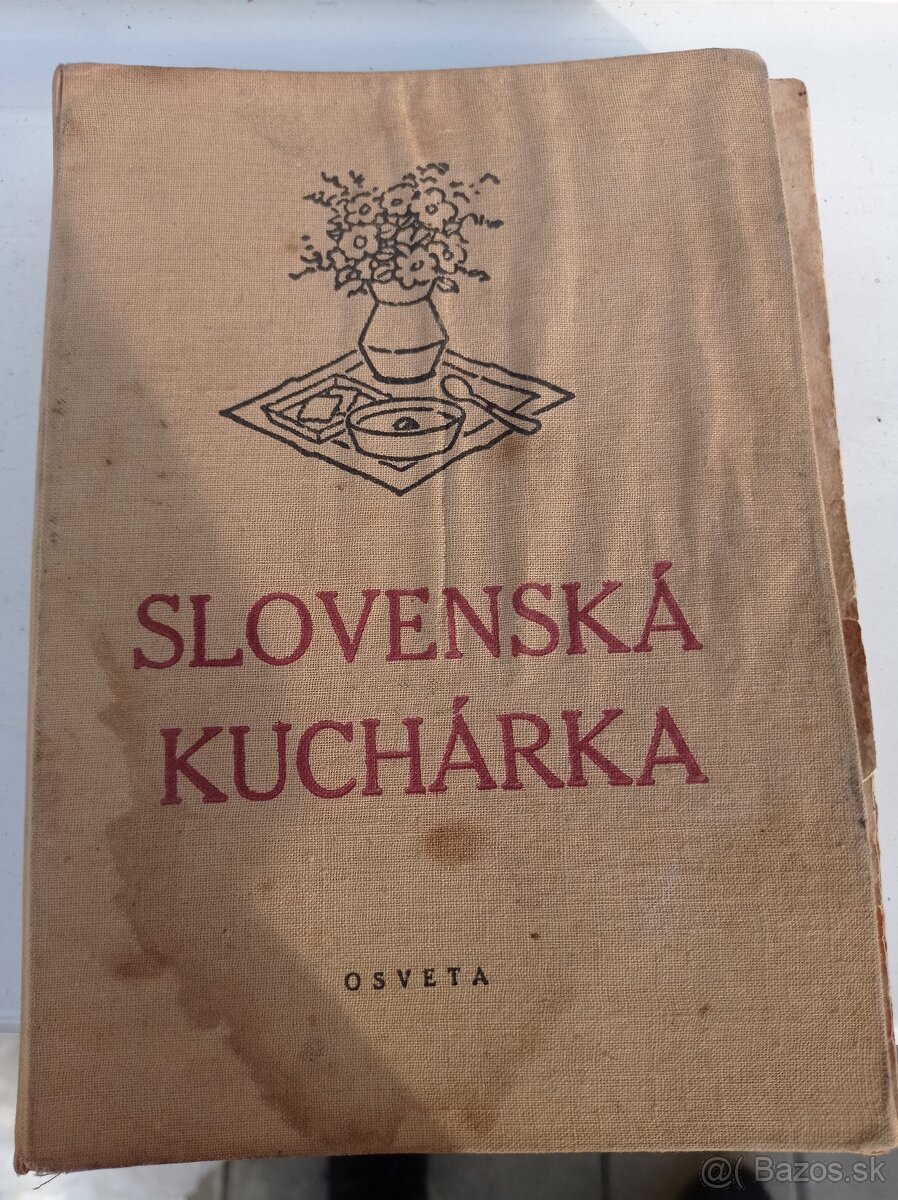 SLOVENSKÁ
KUCHÁRKA
OSVETA
@( Bazos.sk